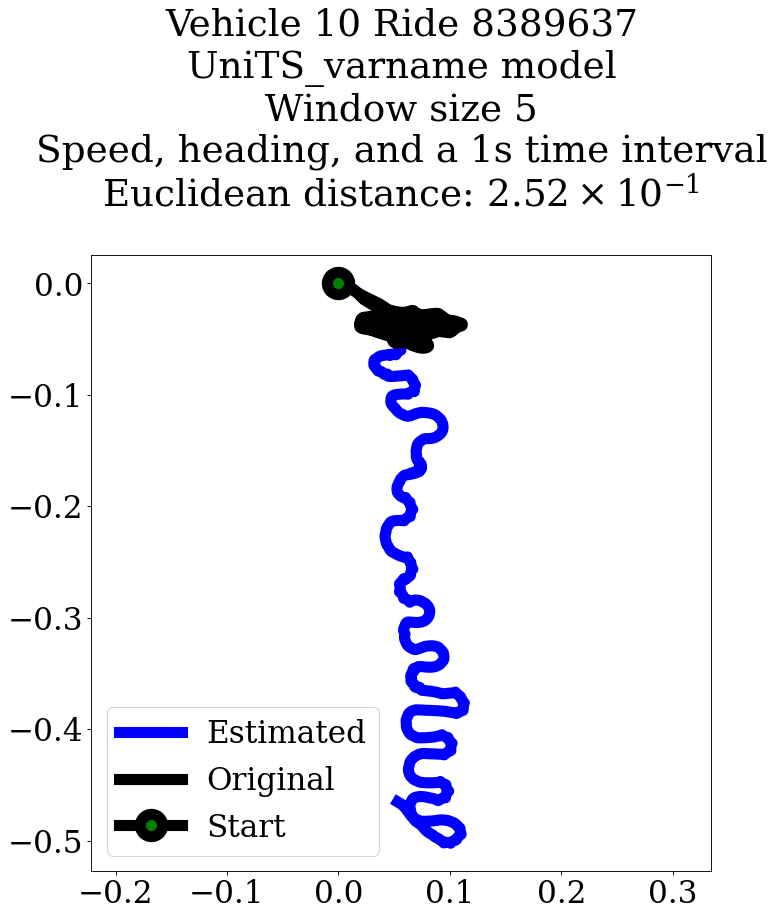 Vehicle 10 Ride 8389637
UniTS_varname model
Window size 5
Speed, heading, and a 1s time interval
Euclidean distance: 2.52 × 10⁻¹
0.0
−0.1
−0.2
−0.3
−0.4
−0.5
Estimated
Original
Start
−0.2
−0.1
0.0
0.1
0.2
0.3